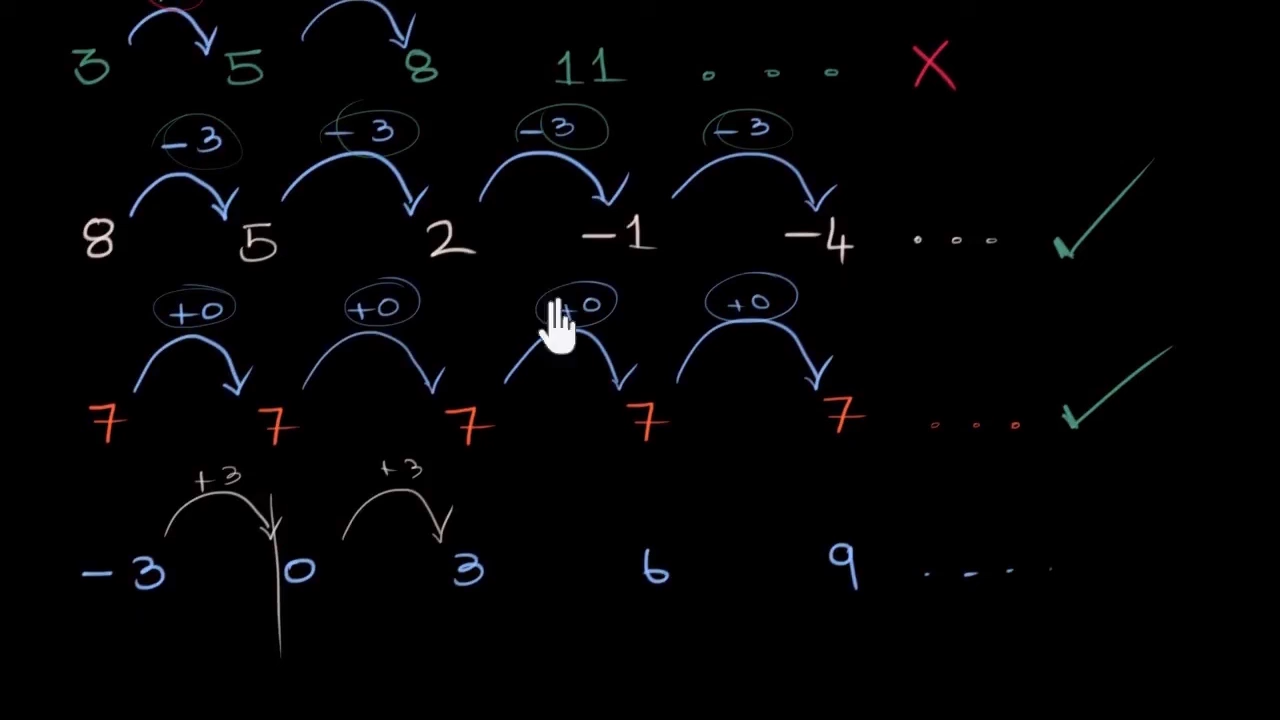 3 5 8 11 . . . X
-3 -3 -3 -3
8 5 2 -1 -4 . . .
+0 +0 +0 +0
7 7 7 7 7 . . .
+3 +3
-3 0 3 6 9 . . . .